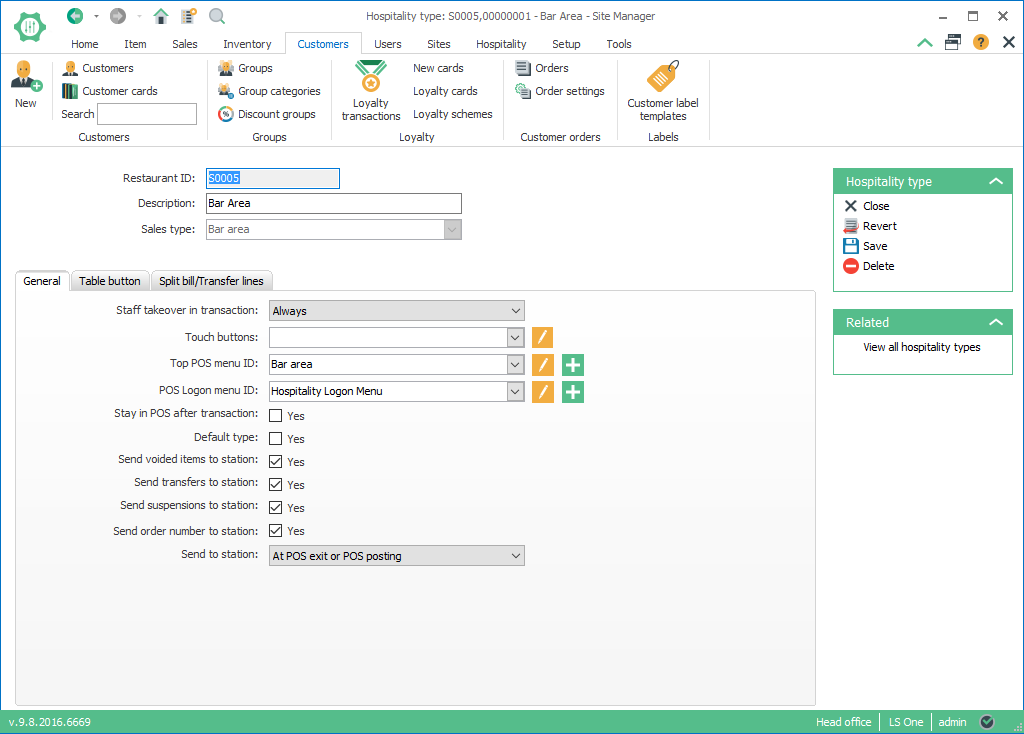 Hospitality type: S0005,00000001 - Bar Area - Site Manager
Home Item Sales Inventory Customers Users Sites Hospitality Setup Tools
New
Customers
Customer cards
Search
Customers
Groups
Group categories
Discount groups
Groups
Loyalty
transactions
New cards
Loyalty cards
Loyalty schemes
Loyalty
Orders
Order settings
Customer orders
Customer label
templates
Labels
Restaurant ID: S0005
Description: Bar Area
Sales type: Bar area
General Table button Split bill/Transfer lines
Staff takeover in transaction: Always
Touch buttons:
Top POS menu ID: Bar area
POS Logon menu ID: Hospitality Logon Menu
Stay in POS after transaction: Yes
Default type: Yes
Send voided items to station: Yes
Send transfers to station: Yes
Send suspensions to station: Yes
Send order number to station: Yes
Send to station: At POS exit or POS posting
Hospitality type
Close
Revert
Save
Delete
Related
View all hospitality types
v.9.8.2016.6669
Head office LS One admin